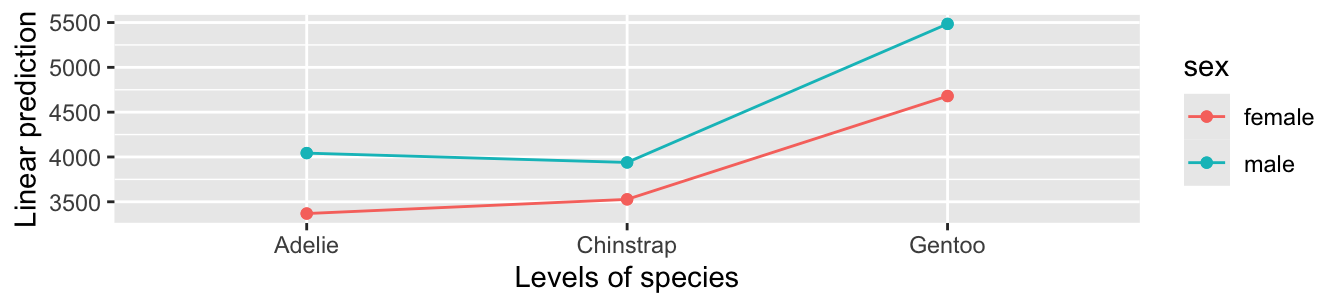 Linear prediction
5500
5000
4500
4000
3500
Adelie
Chinstrap
Gentoo
Levels of species
sex
female
male